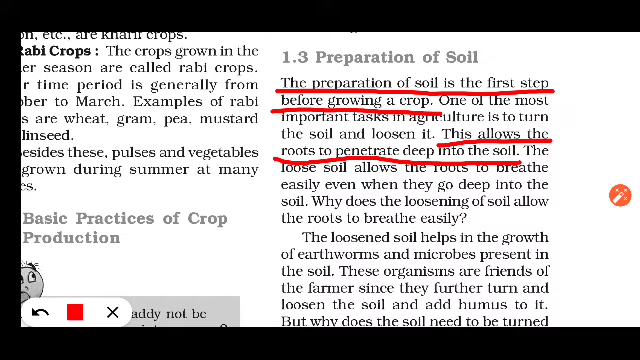 on, etc., are kharif crops.
Rabi Crops : The crops grown in the
er season are called rabi crops.
r time period is generally from
ber to March. Examples of rabi
s are wheat, gram, pea, mustard
linseed.
esides these, pulses and vegetables
grown during summer at many
es.
Basic Practices of Crop
Production
addy not be
1.3 Preparation of Soil
The preparation of soil is the first step
before growing a crop. One of the most
important tasks in agriculture is to turn
the soil and loosen it. This allows the
roots to penetrate deep into the soil. The
loose soil allows the roots to breathe
easily even when they go deep into the
soil. Why does the loosening of soil allow
the roots to breathe easily?
The loosened soil helps in the growth
of earthworms and microbes present in
the soil. These organisms are friends of
the farmer since they further turn and
loosen the soil and add humus to it.
But why does the soil need to be turned